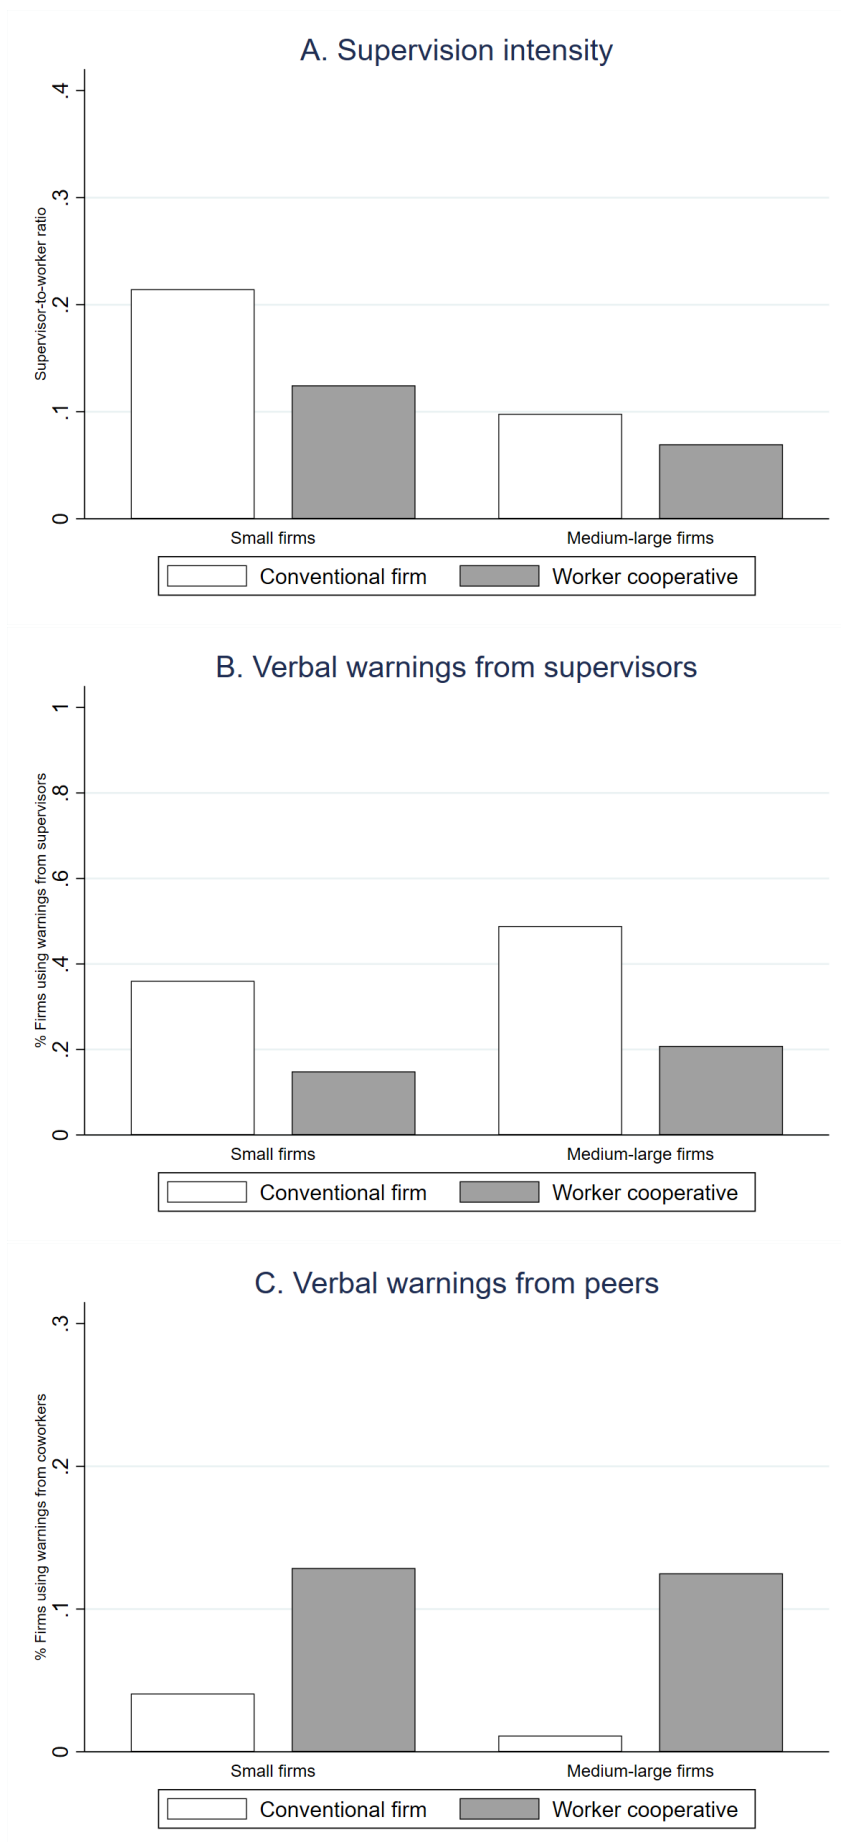 A. Supervision intensity
Supervisor-to-worker ratio
.4
.3
.2
.1
0
Small firms
Medium-large firms
Conventional firm
Worker cooperative
B. Verbal warnings from supervisors
% Firms using warnings from supervisors
1
.8
.6
.4
.2
0
Small firms
Medium-large firms
Conventional firm
Worker cooperative
C. Verbal warnings from peers
% Firms using warnings from coworkers
.3
.2
.1
0
Small firms
Medium-large firms
Conventional firm
Worker cooperative